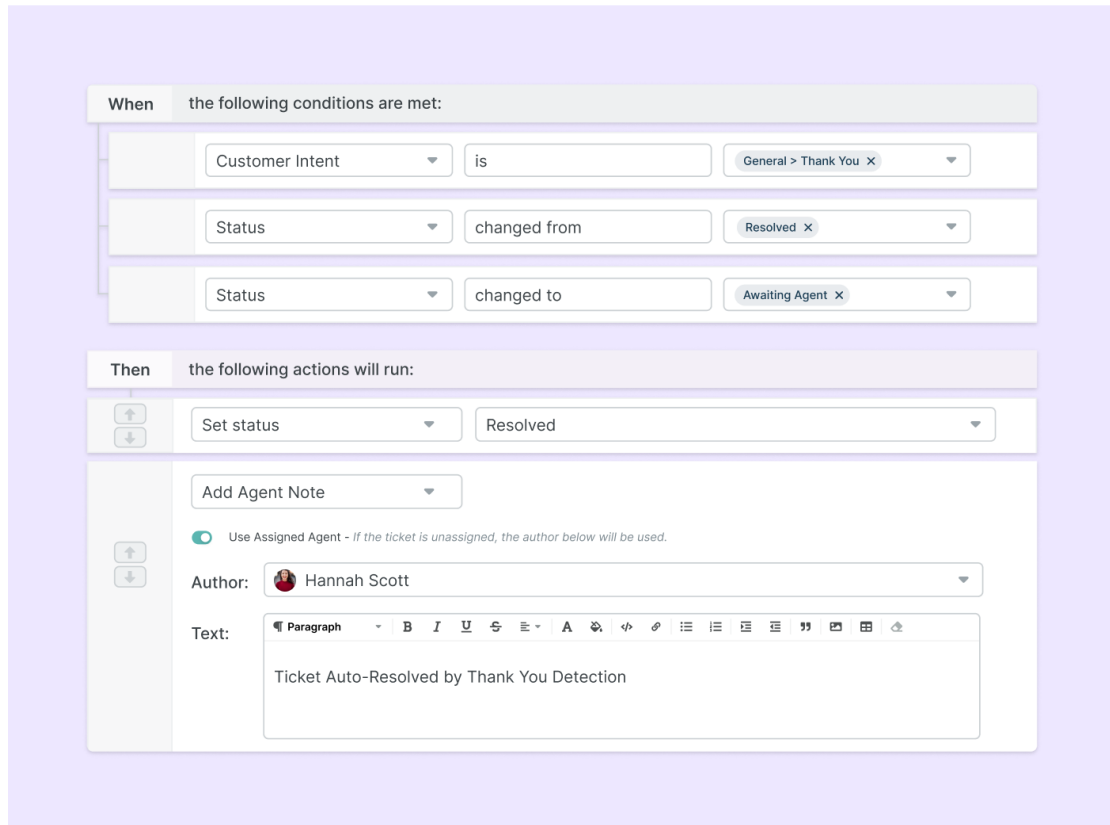 When the following conditions are met:
Customer Intent is General > Thank You ×
Status changed from Resolved ×
Status changed to Awaiting Agent ×
Then the following actions will run:
Set status Resolved
Add Agent Note
Use Assigned Agent - If the ticket is unassigned, the author below will be used.
Author: Hannah Scott
Text: ¶ Paragraph B I U S A
Ticket Auto-Resolved by Thank You Detection